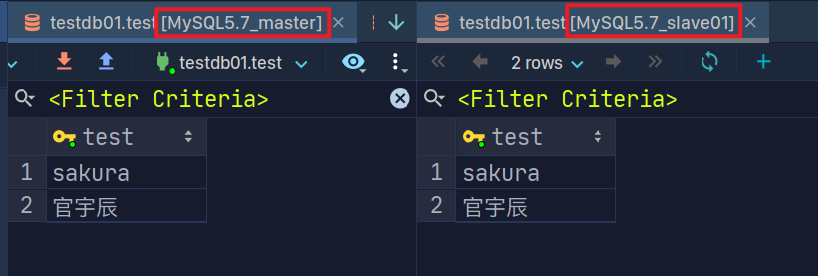 testdb01.test [MySQL5.7_master]
testdb01.test
<Filter Criteria>
test
1 sakura
2 官宇辰
testdb01.test [MySQL5.7_slave01]
2 rows
<Filter Criteria>
test
1 sakura
2 官宇辰